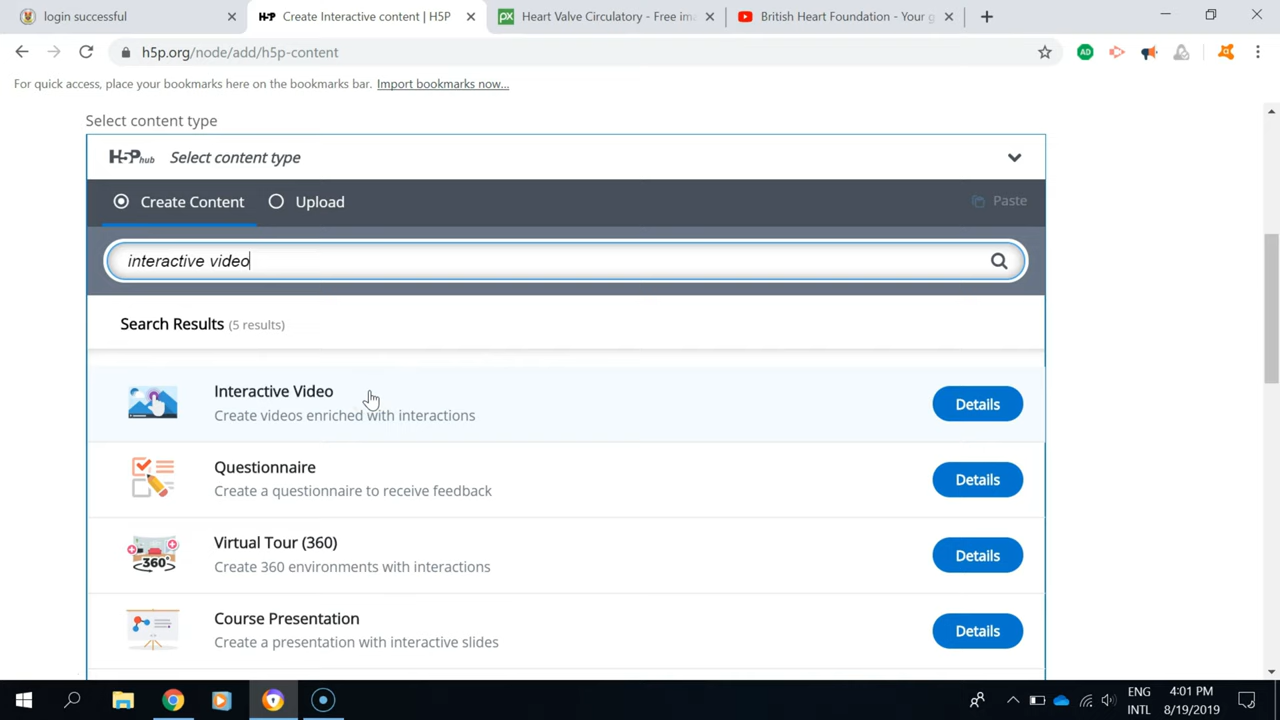 login successful
Create Interactive content | H5P
Heart Valve Circulatory - Free im
British Heart Foundation - Your g
h5p.org/node/add/h5p-content
AD
For quick access, place your bookmarks here on the bookmarks bar. Import bookmarks now...
Select content type
H5P hub Select content type
Create Content
Upload
Paste
interactive video
Search Results (5 results)
Interactive Video
Create videos enriched with interactions
Details
Questionnaire
Create a questionnaire to receive feedback
Details
Virtual Tour (360)
Create 360 environments with interactions
360°
Details
Course Presentation
Create a presentation with interactive slides
Details
ENG
INTL
4:01 PM
8/19/2019